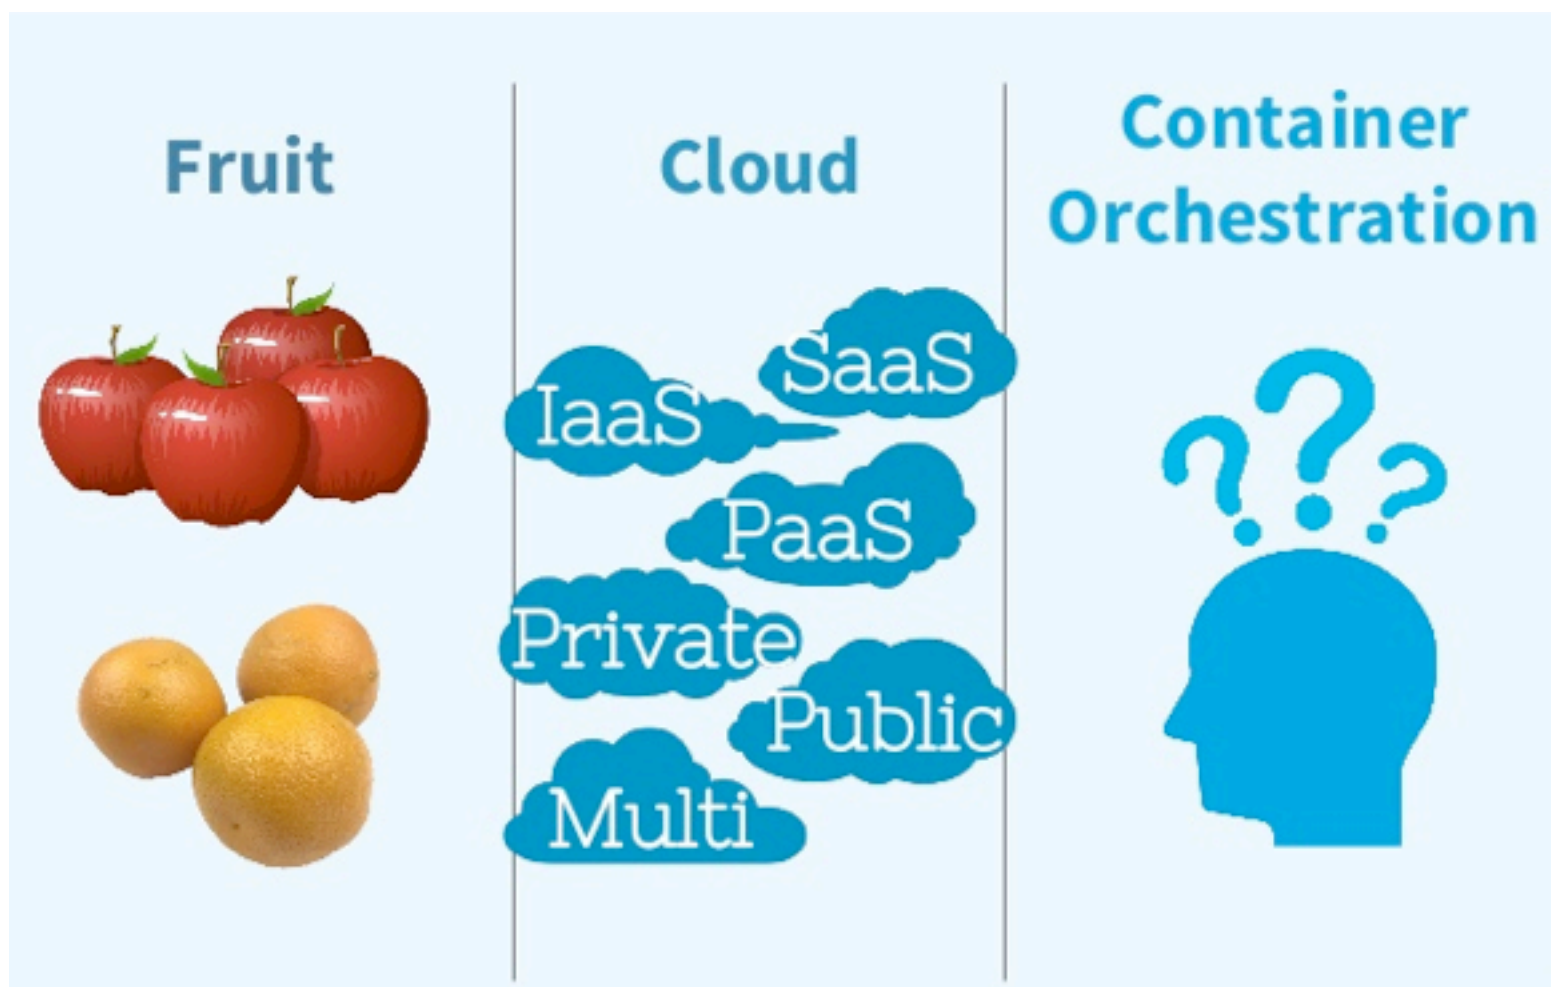 Fruit
Cloud
Container
Orchestration
SaaS
IaaS
PaaS
Private
Public
Multi